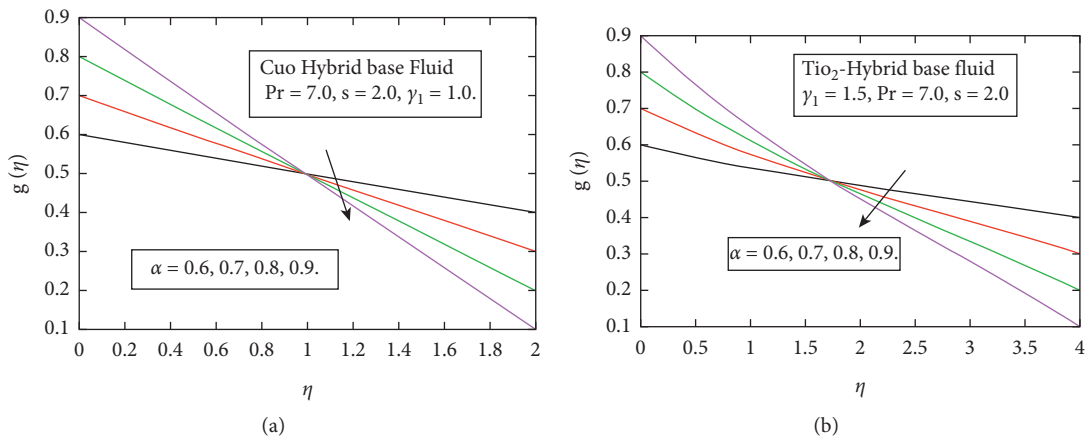 0.9
0.8
0.7
0.6
0.5
0.4
0.3
0.2
0.1
g (η)
Cuo Hybrid base Fluid
Pr = 7.0, s = 2.0, γ₁ = 1.0.
α = 0.6, 0.7, 0.8, 0.9.
0 0.2 0.4 0.6 0.8 1 1.2 1.4 1.6 1.8 2
η
(a)
0.9
0.8
0.7
0.6
0.5
0.4
0.3
0.2
0.1
g (η)
Tio₂-Hybrid base fluid
γ₁ = 1.5, Pr = 7.0, s = 2.0
α = 0.6, 0.7, 0.8, 0.9.
0 0.5 1 1.5 2 2.5 3 3.5 4
η
(b)